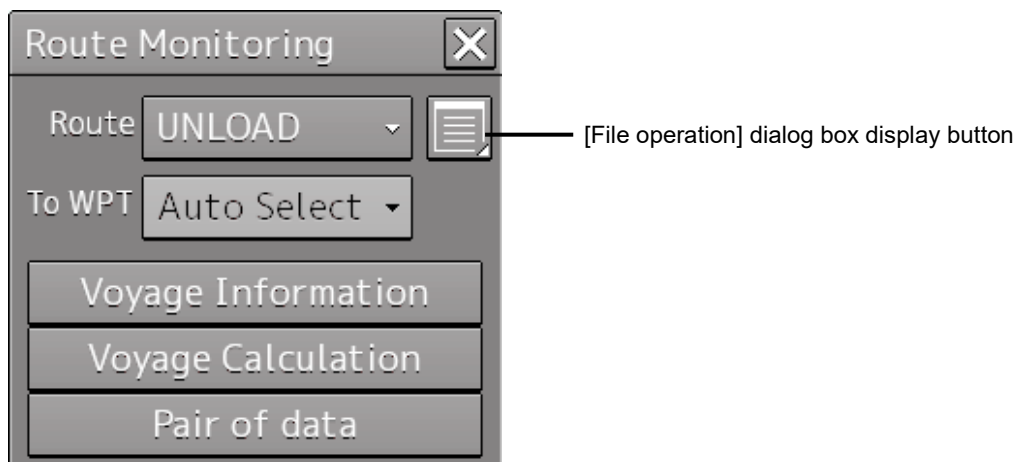 Route Monitoring
Route UNLOAD [File operation] dialog box display button
To WPT Auto Select
Voyage Information
Voyage Calculation
Pair of data